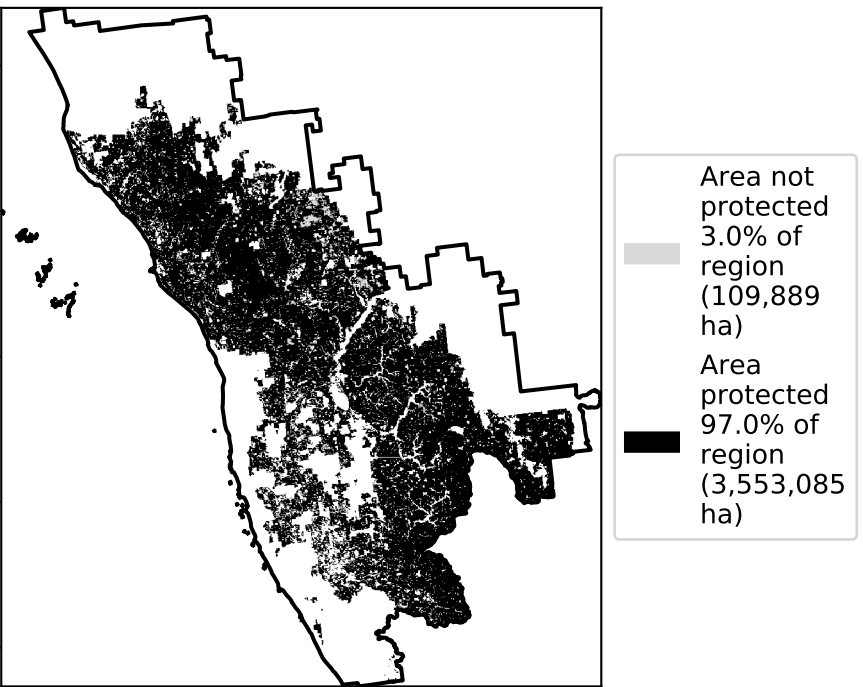 Area not
protected
3.0% of
region
(109,889
ha)
Area
protected
97.0% of
region
(3,553,085
ha)